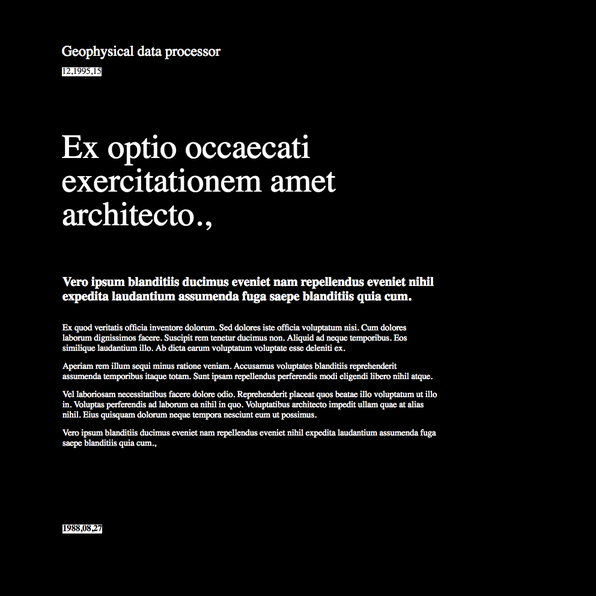 Geophysical data processor
12,1995,15
Ex optio occaecati
exercitationem amet
architecto.,
Vero ipsum blanditiis ducimus eveniet nam repellendus eveniet nihil
expedita laudantium assumenda fuga saepe blanditiis quia cum.
Ex quod veritatis officia inventore dolorum. Sed dolores iste officia voluptatum nisi. Cum dolores
laborum dignissimos facere. Suscipit rem tenetur ducimus non. Aliquid ad neque temporibus. Eos
similique laudantium illo. Ab dicta earum voluptatum voluptate esse deleniti ex.
Aperiam rem illum sequi minus ratione veniam. Accusamus voluptates blanditiis reprehenderit
assumenda temporibus itaque totam. Sunt ipsam repellendus perferendis modi eligendi libero nihil atque.
Vel laboriosam necessitatibus facere dolore odio. Reprehenderit placeat quos beatae illo voluptatum ut illo
in. Voluptas perferendis ad laborum ea nihil in quo. Voluptatibus architecto impedit ullam quae at alias
nihil. Eius quisquam dolorum neque tempora nesciunt eum ut possimus.
Vero ipsum blanditiis ducimus eveniet nam repellendus eveniet nihil expedita laudantium assumenda fuga
saepe blanditiis quia cum.,
1988,08,27